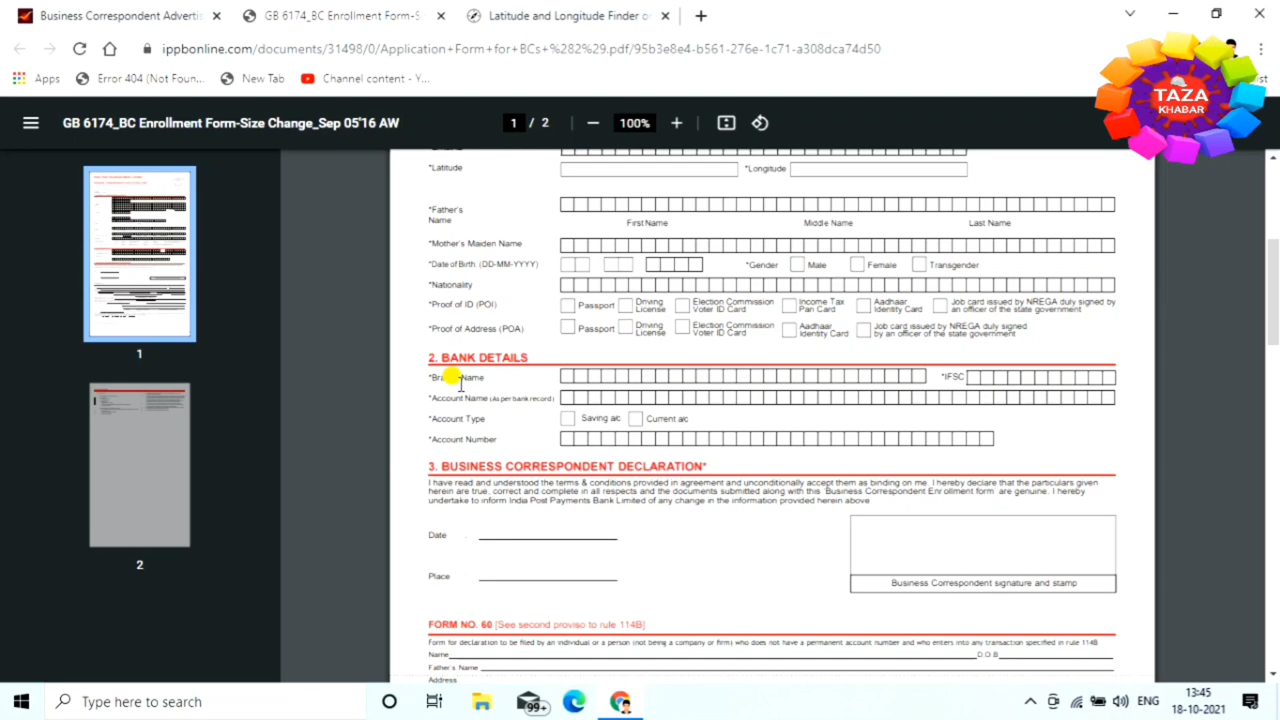 Business Correspondent Adverti
GB 6174_BC Enrollment Form-S
Latitude and Longitude Finder on
ippbonline.com/documents/31498/0/Application+Form+for+BCs+%282%29.pdf/95b3e8e4-b561-276e-1c71-a308dca74d50
Apps
Error 404 (Not Foun...
New Tab
Channel content - Y...
TAZA
KHABAR
GB 6174_BC Enrollment Form-Size Change_Sep 05'16 AW
1 / 2
100%
*Latitude
*Longitude
*Father's
Name
First Name Middle Name Last Name
*Mother's Maiden Name
*Date of Birth. (DD-MM-YYYY)
*Gender Male Female Transgender
*Nationality
*Proof of ID (POI) Passport Driving License Election Commission Voter ID Card Income Tax Pan Card Aadhaar Identity Card Job card issued by NREGA duly signed by an officer of the state government
*Proof of Address (POA) Passport Driving License Election Commission Voter ID Card Aadhaar Identity Card Job card issued by NREGA duly signed by an officer of the state government
2. BANK DETAILS
Name *IFSC
*Account Name (As per bank record)
*Account Type Saving a/c Current a/c
*Account Number
3. BUSINESS CORRESPONDENT DECLARATION*
I have read and understood the terms & conditions provided in agreement and unconditionally accept them as binding on me. I hereby declare that the particulars given
herein are true, correct and complete in all respects and the documents submitted along with this 'Business Correspondent Enrollment form' are genuine. I hereby
undertake to inform India Post Payments Bank Limited of any change in the information provided herein above
Date
Place
Business Correspondent signature and stamp
FORM NO. 60 [See second proviso to rule 114B]
Form for declaration to be filed by an individual or a person (not being a company or firm) who does not have a permanent account number and who enters into any transaction specified in rule 114B
Name D.O.B
Father's Name
Address
1
2
Type here to search
99+
ENG
13:45
18-10-2021